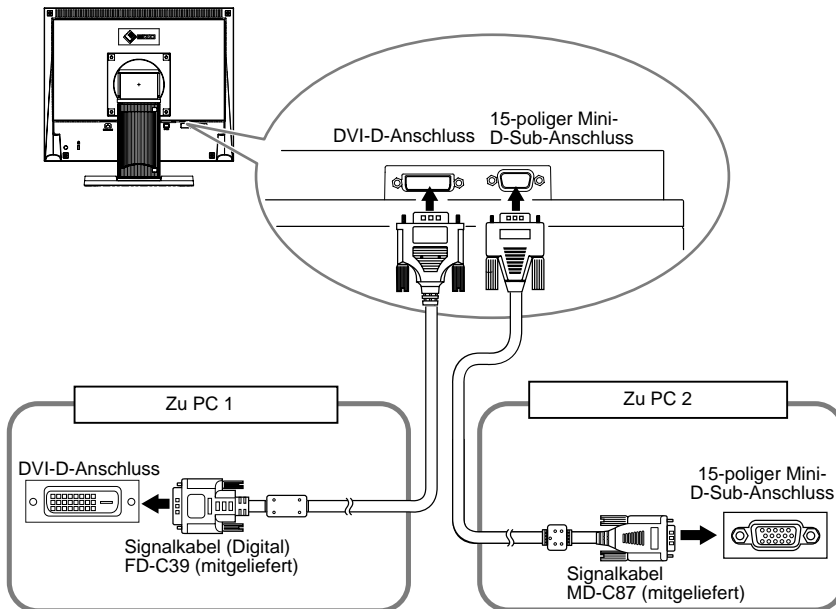 EIZO
DVI-D-Anschluss
15-poliger Mini-
D-Sub-Anschluss
Zu PC 1
DVI-D-Anschluss
Signalkabel (Digital)
FD-C39 (mitgeliefert)
Zu PC 2
15-poliger Mini-
D-Sub-Anschluss
Signalkabel
MD-C87 (mitgeliefert)